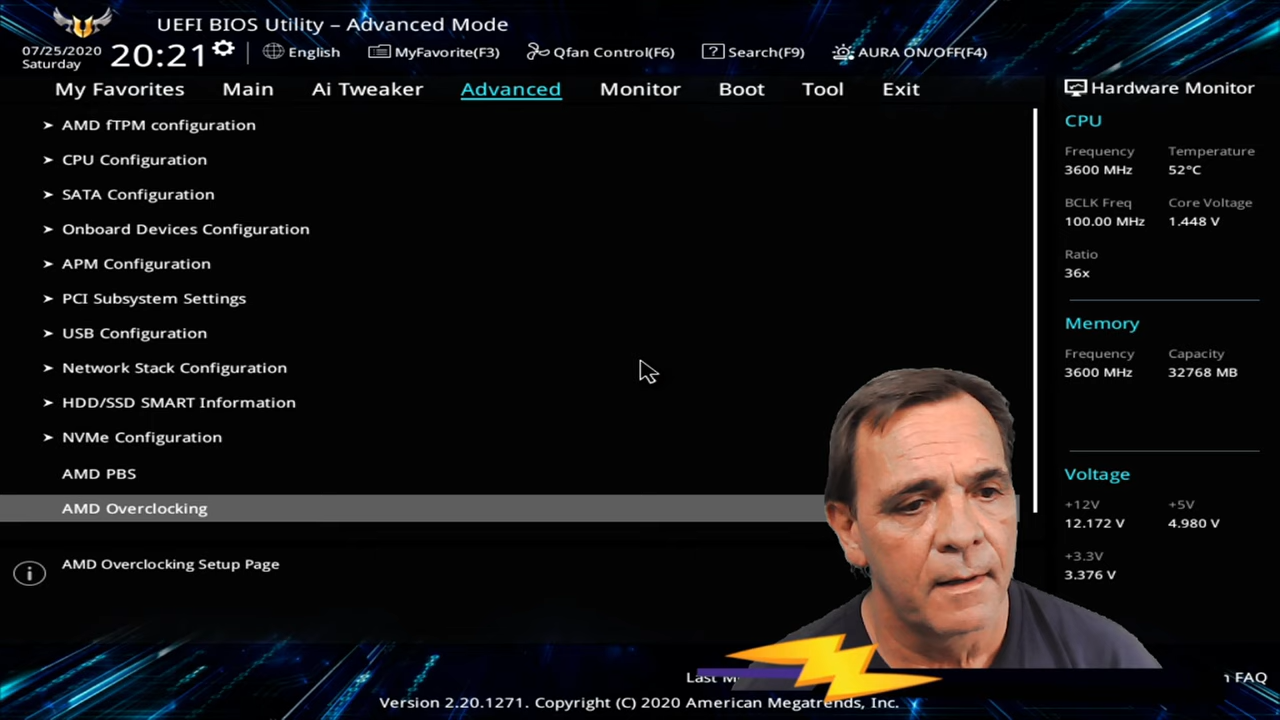 UEFI BIOS Utility – Advanced Mode
07/25/2020
Saturday
20:21
English
MyFavorite(F3)
Qfan Control(F6)
Search(F9)
AURA ON/OFF(F4)
My Favorites
Main
Ai Tweaker
Advanced
Monitor
Boot
Tool
Exit
AMD fTPM configuration
CPU Configuration
SATA Configuration
Onboard Devices Configuration
APM Configuration
PCI Subsystem Settings
USB Configuration
Network Stack Configuration
HDD/SSD SMART Information
NVMe Configuration
AMD PBS
AMD Overclocking
AMD Overclocking Setup Page
Hardware Monitor
CPU
Frequency Temperature
3600 MHz 52°C
BCLK Freq Core Voltage
100.00 MHz 1.448 V
Ratio
36x
Memory
Frequency Capacity
3600 MHz 32768 MB
Voltage
+12V +5V
12.172 V 4.980 V
+3.3V
3.376 V
Last
FAQ
Version 2.20.1271. Copyright (C) 2020 American Megatrends, Inc.